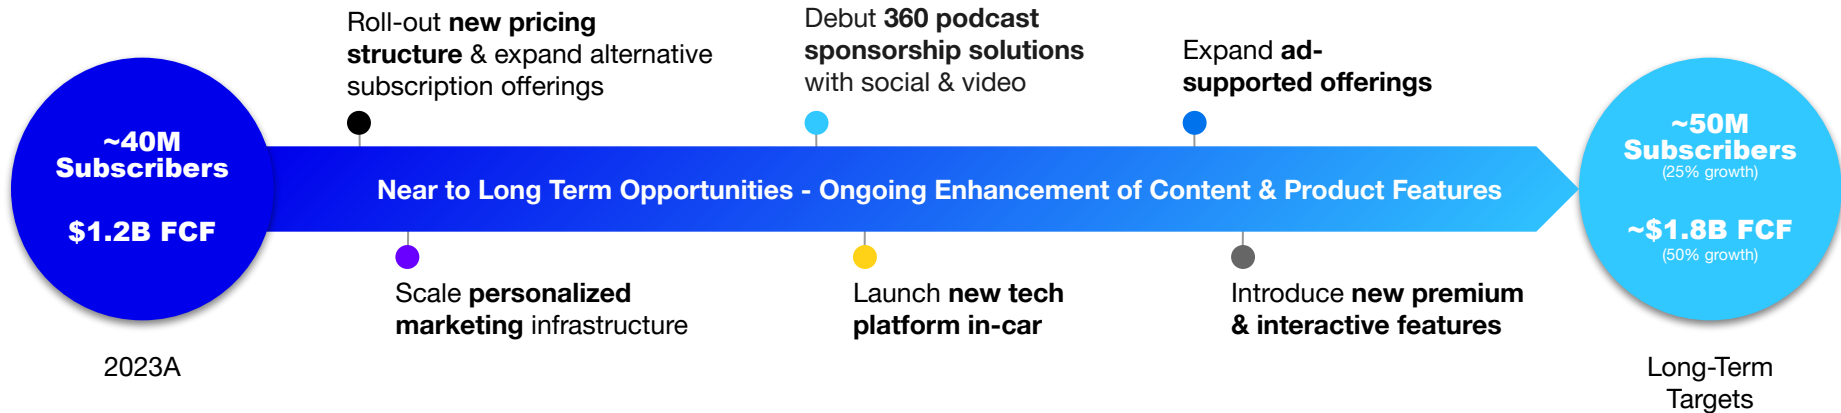 Roll-out new pricing
structure & expand alternative
subscription offerings
Debut 360 podcast
sponsorship solutions
with social & video
Expand ad-
supported offerings
~40M
Subscribers
$1.2B FCF
Near to Long Term Opportunities - Ongoing Enhancement of Content & Product Features
~50M
Subscribers
(25% growth)
~$1.8B FCF
(50% growth)
Scale personalized
marketing infrastructure
Launch new tech
platform in-car
Introduce new premium
& interactive features
2023A
Long-Term
Targets